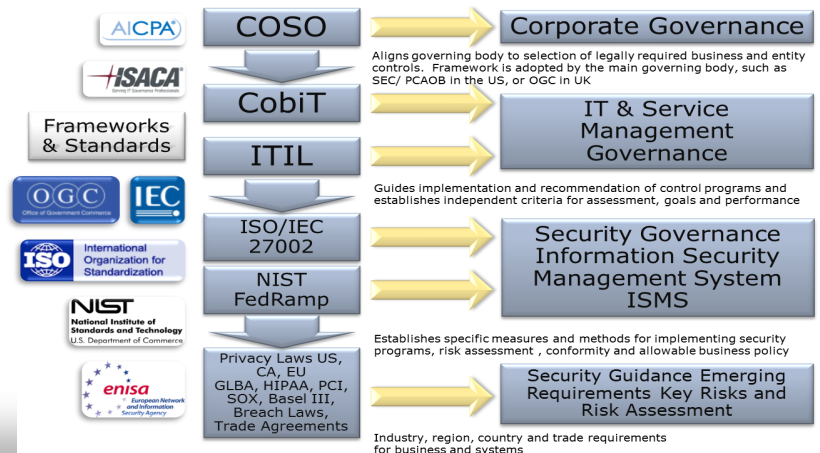 AICPA
COSO
Corporate Governance
Aligns governing body to selection of legally required business and entity
controls. Framework is adopted by the main governing body, such as
SEC/ PCAOB in the US, or OGC in UK
ISACA
Serving IT Governance Professionals
CobiT
IT & Service
Management
Governance
Frameworks
& Standards
ITIL
Guides implementation and recommendation of control programs and
establishes independent criteria for assessment, goals and performance
OGC
Office of Government Commerce
IEC
ISO/IEC
27002
Security Governance
Information Security
Management System
ISMS
ISO
International
Organization for
Standardization
NIST
FedRamp
NIST
National Institute of
Standards and Technology
U.S. Department of Commerce
Establishes specific measures and methods for implementing security
programs, risk assessment , conformity and allowable business policy
Privacy Laws US,
CA, EU
GLBA, HIPAA, PCI,
SOX, Basel III,
Breach Laws,
Trade Agreements
Security Guidance Emerging
Requirements Key Risks and
Risk Assessment
enisa
European Network
and Information
Security Agency
Industry, region, country and trade requirements
for business and systems